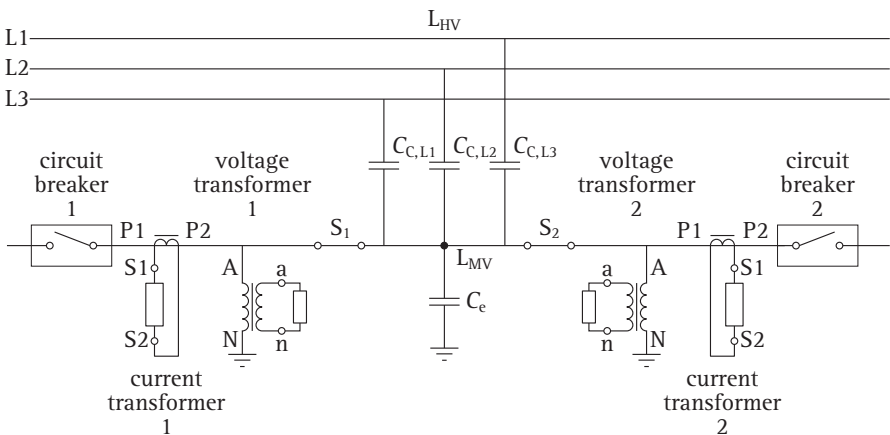 L_HV
L1
L2
L3
C_C,L1 C_C,L2 C_C,L3
circuit breaker 1
voltage transformer 1
voltage transformer 2
circuit breaker 2
P1 P2
S_1
L_MV
S_2
P1 P2
S1
S2
A
N
a
n
C_e
a
n
A
N
S1
S2
current transformer 1
current transformer 2